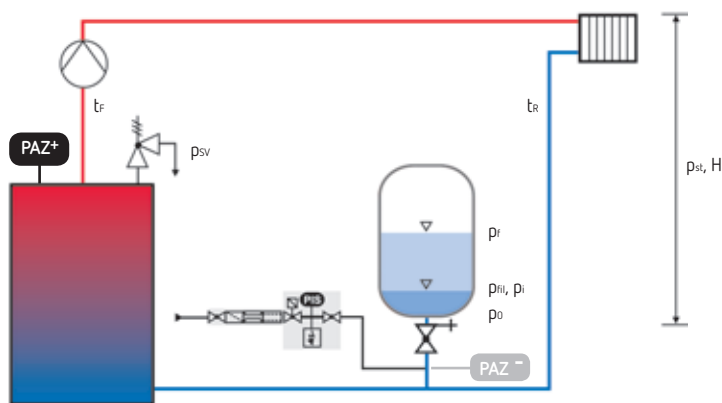 tF
tR
PAZ+
pSV
pst, H
pf
PIS
pfil, pi
p0
PAZ -